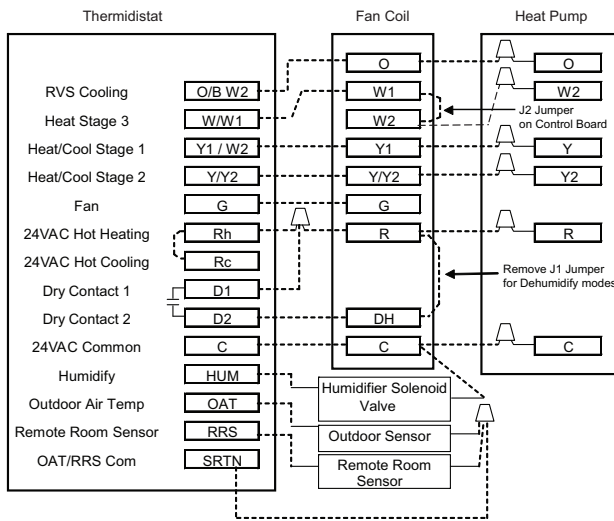 Thermidistat Fan Coil Heat Pump
O O
RVS Cooling O/B W2 W1 W2
J2 Jumper
on Control Board
Heat Stage 3 W/W1 W2
Heat/Cool Stage 1 Y1 / W2 Y1 Y
Heat/Cool Stage 2 Y/Y2 Y/Y2 Y2
Fan G G
24VAC Hot Heating Rh R R
24VAC Hot Cooling Rc
Remove J1 Jumper
for Dehumidify modes
Dry Contact 1 D1
Dry Contact 2 D2 DH
24VAC Common C C C
Humidify HUM
Humidifier Solenoid
Valve
Outdoor Air Temp OAT
Outdoor Sensor
Remote Room Sensor RRS
Remote Room
Sensor
OAT/RRS Com SRTN